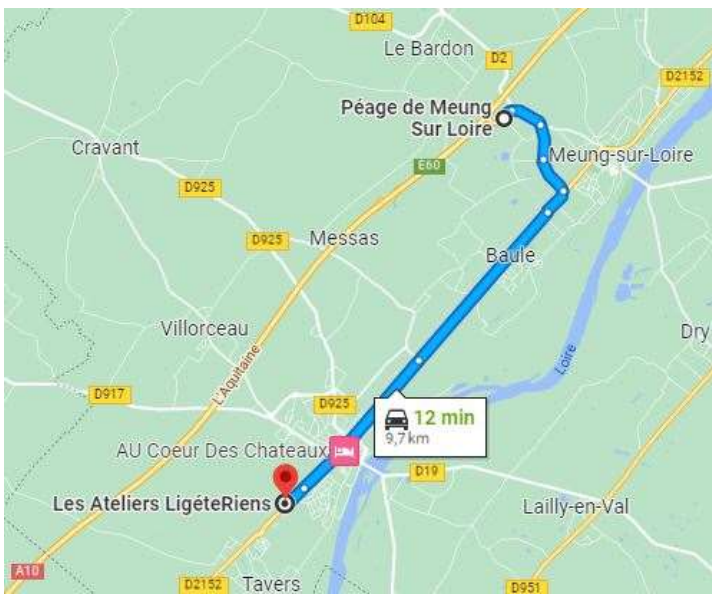 D104
Le Bardon
D2
D2152
Péage de Meung
Sur Loire
Cravant
Meung-sur-Loire
E60
D925
Messas
D925
Baule
Villorceau
Dry
L'Aquitaine
Loire
D917
D925
12 min
9,7 km
AU Coeur Des Chateaux
D19
Les Ateliers LigéteRiens
Lailly-en-Val
A10
D2152
Tavers
D951